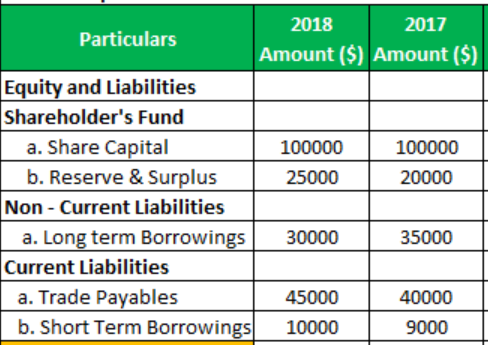 Particulars 2018 Amount ($) 2017 Amount ($)
Equity and Liabilities
Shareholder's Fund
a. Share Capital 100000 100000
b. Reserve & Surplus 25000 20000
Non - Current Liabilities
a. Long term Borrowings 30000 35000
Current Liabilities
a. Trade Payables 45000 40000
b. Short Term Borrowings 10000 9000